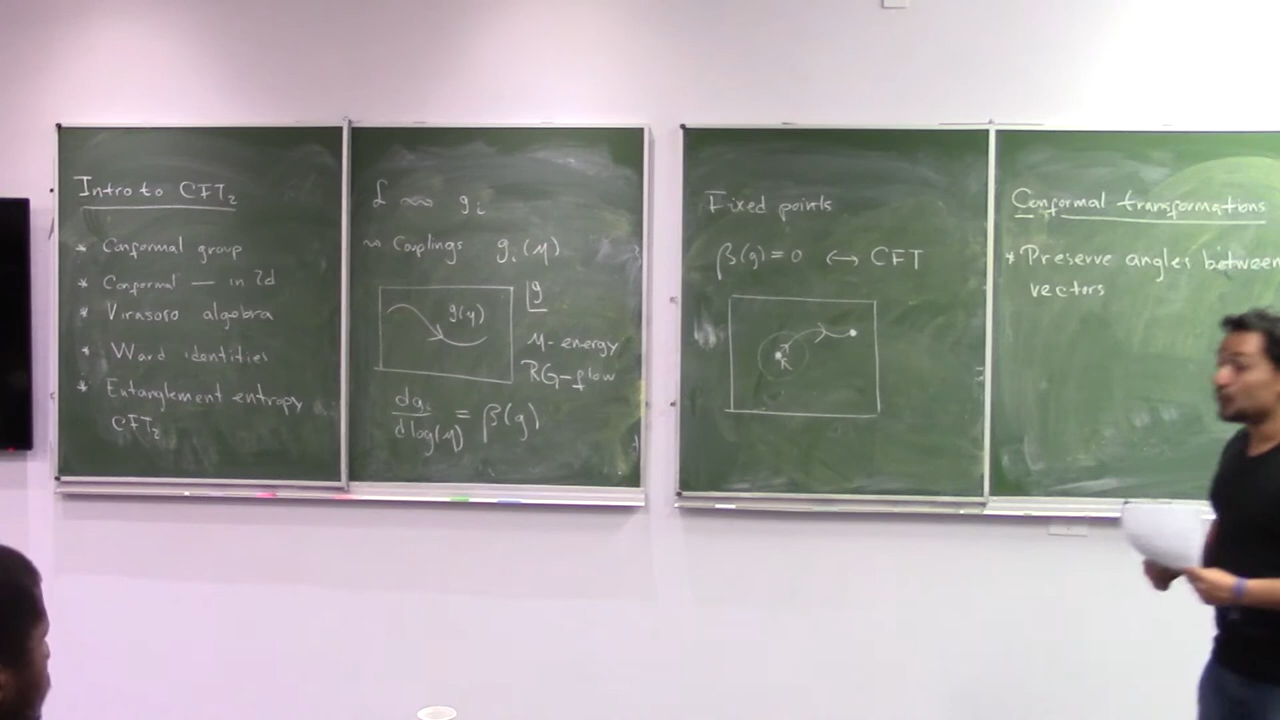 Intro to CFT₂
* Conformal group
* Conformal — in 2d
* Virasoro algebra
* Ward identities
* Entanglement entropy
CFT₂
£ ∞∞ gᵢ
∞ Couplings gᵢ(μ)
g(μ)
g
μ-energy
RG-flow
dgᵢ/dlog(μ) = β(g)
Fixed points
β(g)=0 ↔ CFT
Conformal transformations
* Preserve angles between
vectors